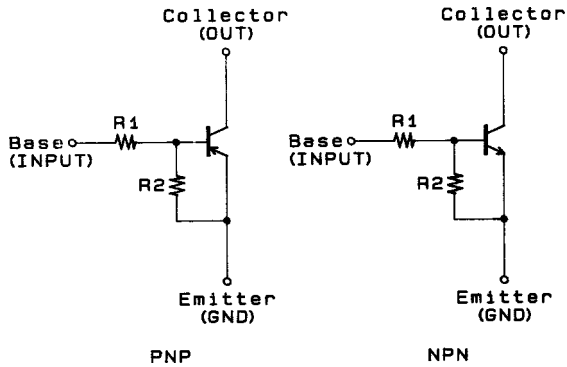 Collector
(OUT)
R1
Base
(INPUT)
R2
Emitter
(GND)
PNP
Collector
(OUT)
R1
Base
(INPUT)
R2
Emitter
(GND)
NPN